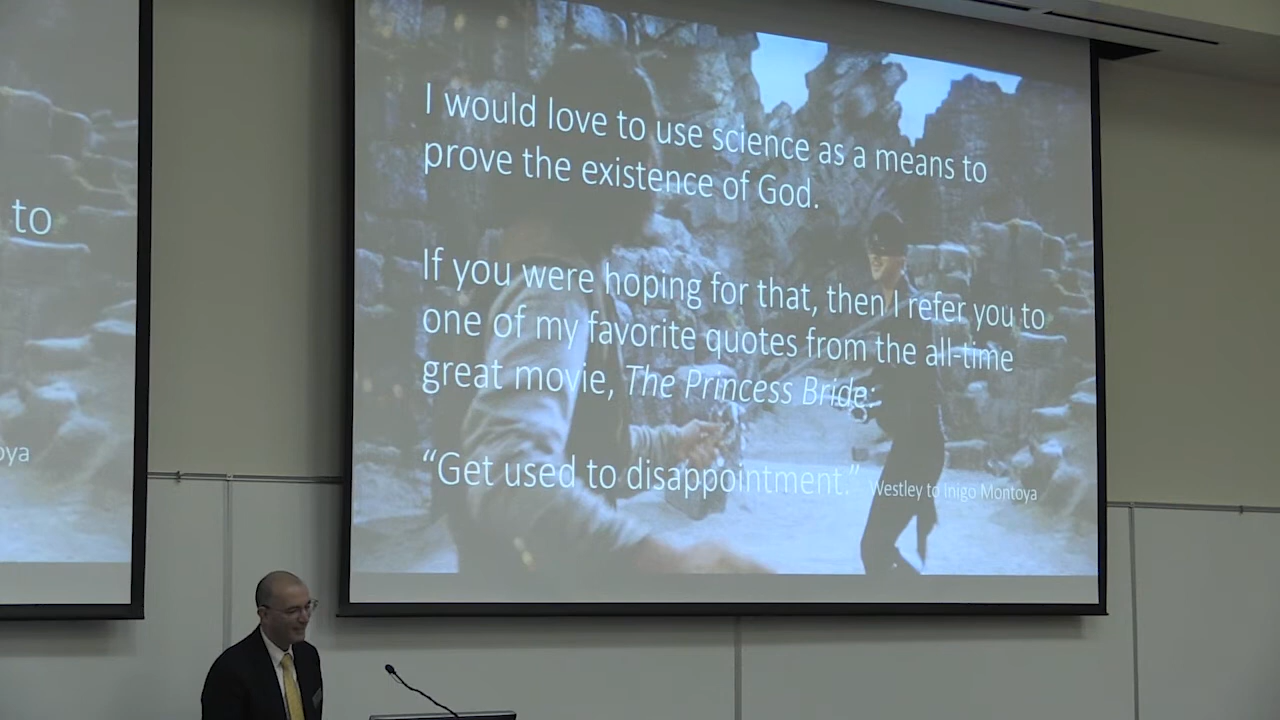 to
oya
I would love to use science as a means to
prove the existence of God.
If you were hoping for that, then I refer you to
one of my favorite quotes from the all-time
great movie, The Princess Bride:
“Get used to disappointment.” Westley to Inigo Montoya